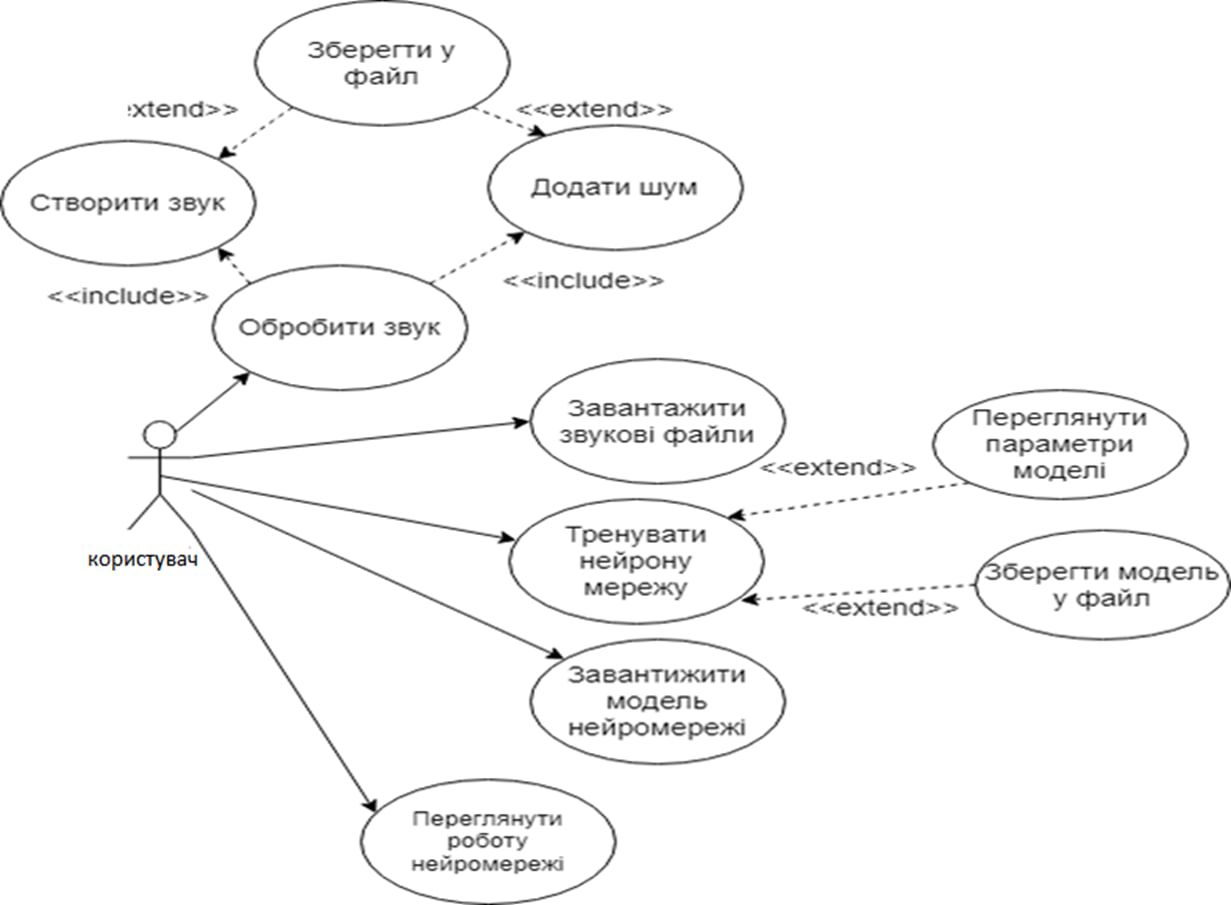 Зберегти у
файл
xtend>>
<<extend>>
Створити звук
Додати шум
<<include>>
<<include>>
Обробити звук
Завантажити
звукові файли
Переглянути
параметри
моделі
<<extend>>
Тренувати
нейрону
мережу
користувач
Зберегти модель
у файл
<<extend>>
Завантижити
модель
нейромережі
Переглянути
роботу
нейромережі